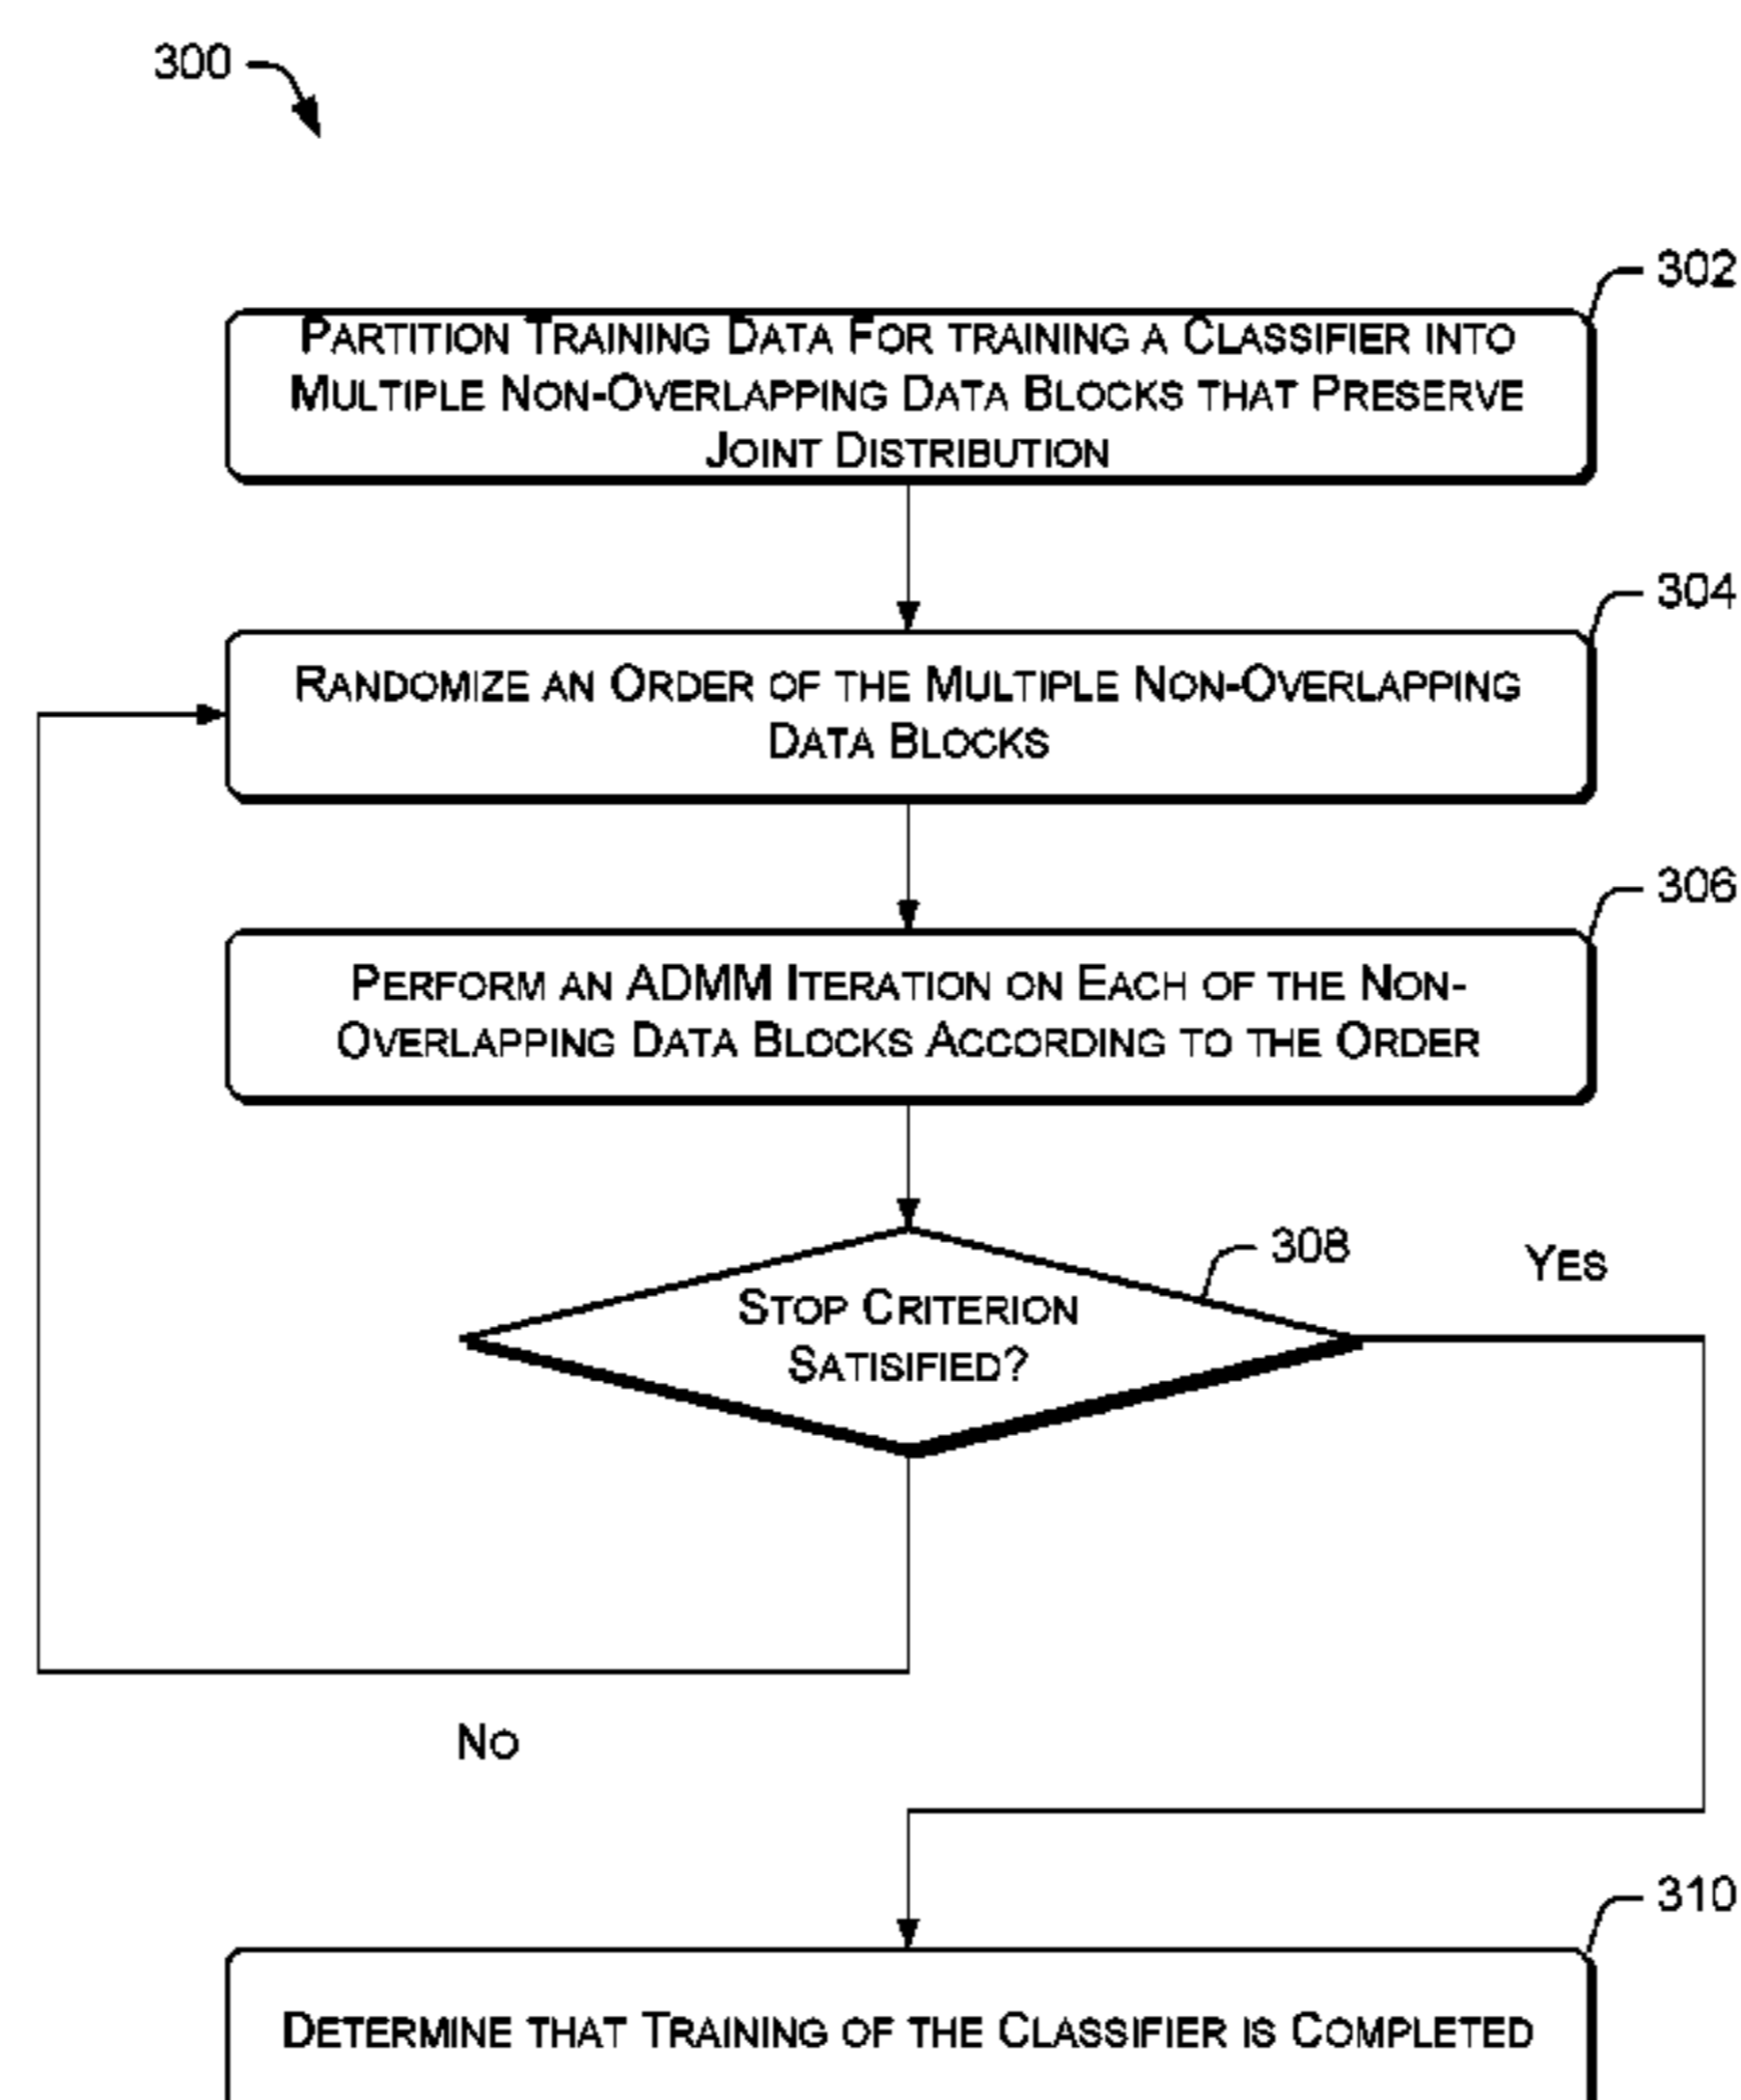 300
302
PARTITION TRAINING DATA FOR TRAINING A CLASSIFIER INTO
MULTIPLE NON-OVERLAPPING DATA BLOCKS THAT PRESERVE
JOINT DISTRIBUTION
304
RANDOMIZE AN ORDER OF THE MULTIPLE NON-OVERLAPPING
DATA BLOCKS
306
PERFORM AN ADMM ITERATION ON EACH OF THE NON-
OVERLAPPING DATA BLOCKS ACCORDING TO THE ORDER
308
YES
STOP CRITERION
SATISIFIED?
NO
310
DETERMINE THAT TRAINING OF THE CLASSIFIER IS COMPLETED